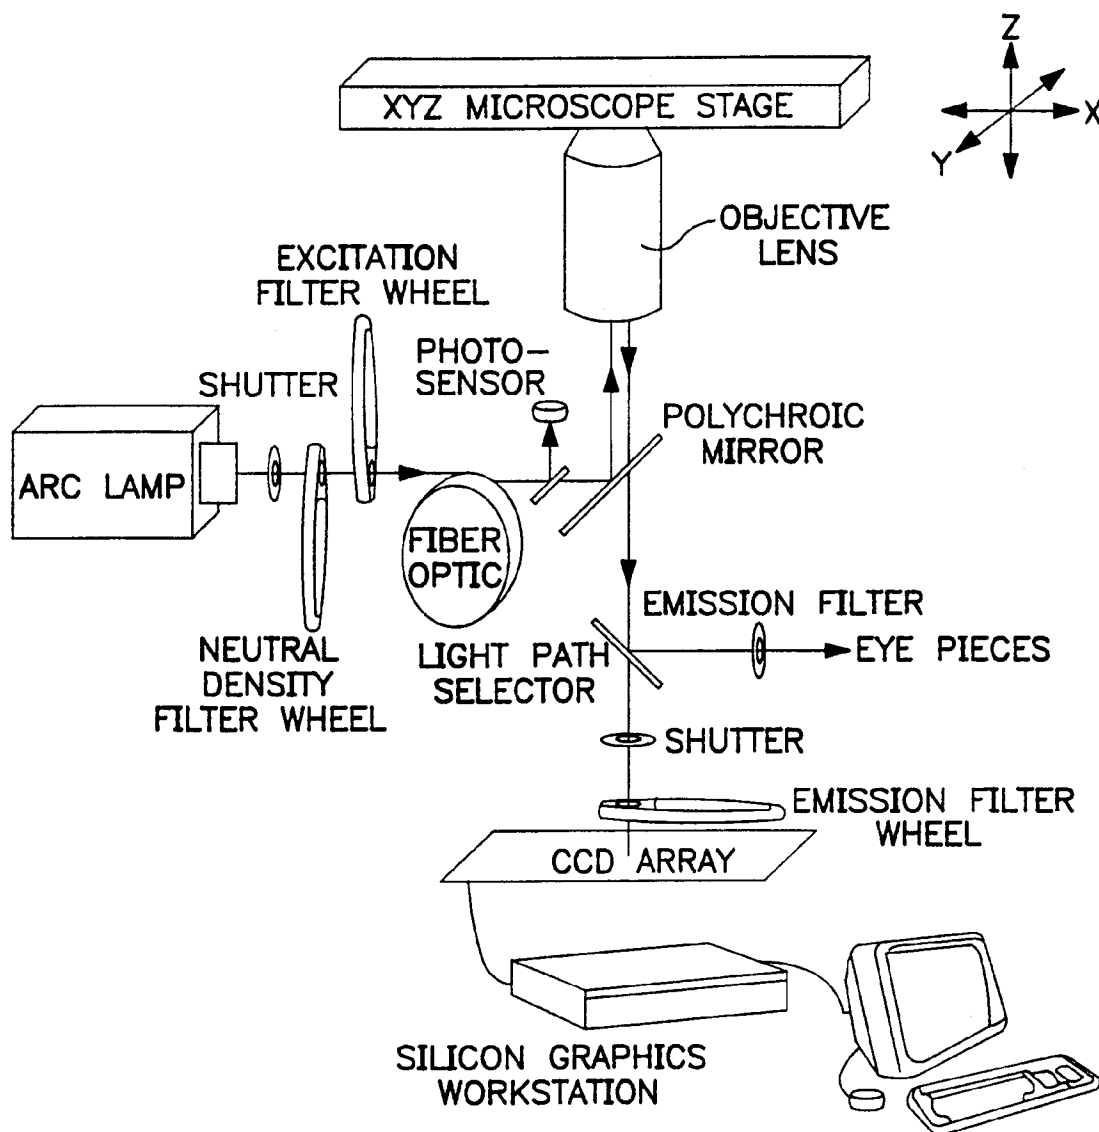 Z
XYZ MICROSCOPE STAGE
X
Y
OBJECTIVE
LENS
EXCITATION
FILTER WHEEL
PHOTO-
SENSOR
SHUTTER
POLYCHROIC
MIRROR
ARC LAMP
FIBER
OPTIC
EMISSION FILTER
EYE PIECES
NEUTRAL
DENSITY
FILTER WHEEL
LIGHT PATH
SELECTOR
SHUTTER
EMISSION FILTER
WHEEL
CCD ARRAY
SILICON GRAPHICS
WORKSTATION